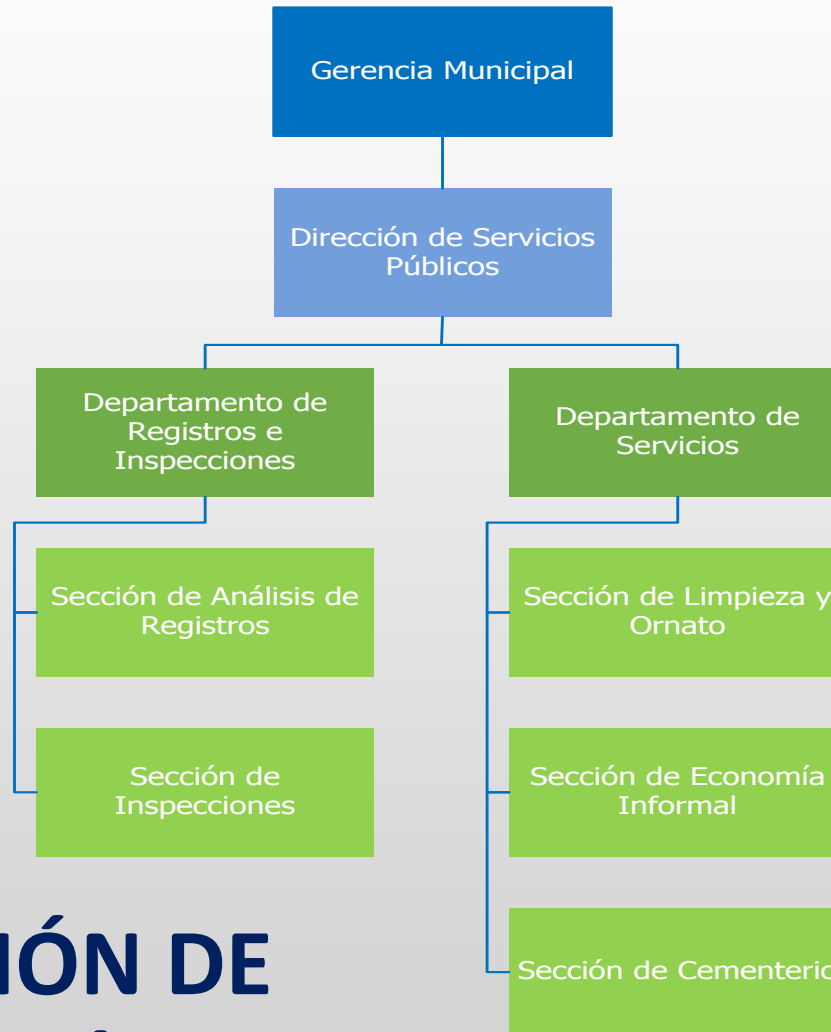 Gerencia Municipal
Dirección de Servicios
Públicos
Departamento de
Registros e
Inspecciones
Departamento de
Servicios
Sección de Análisis de
Registros
Sección de Limpieza y
Ornato
Sección de
Inspecciones
Sección de Economía
Informal
Sección de
IÓN DE